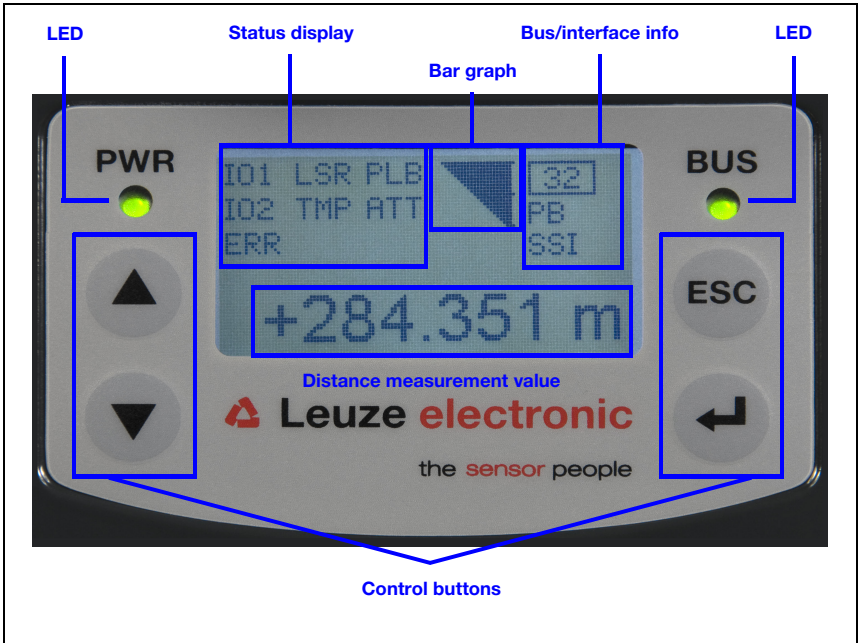 LED Status display Bus/interface info LED
Bar graph
PWR BUS
IO1 LSR PLB 32
IO2 TMP ATT PB
ERR SSI
ESC
+284.351 m
Distance measurement value
Leuze electronic
the sensor people
Control buttons